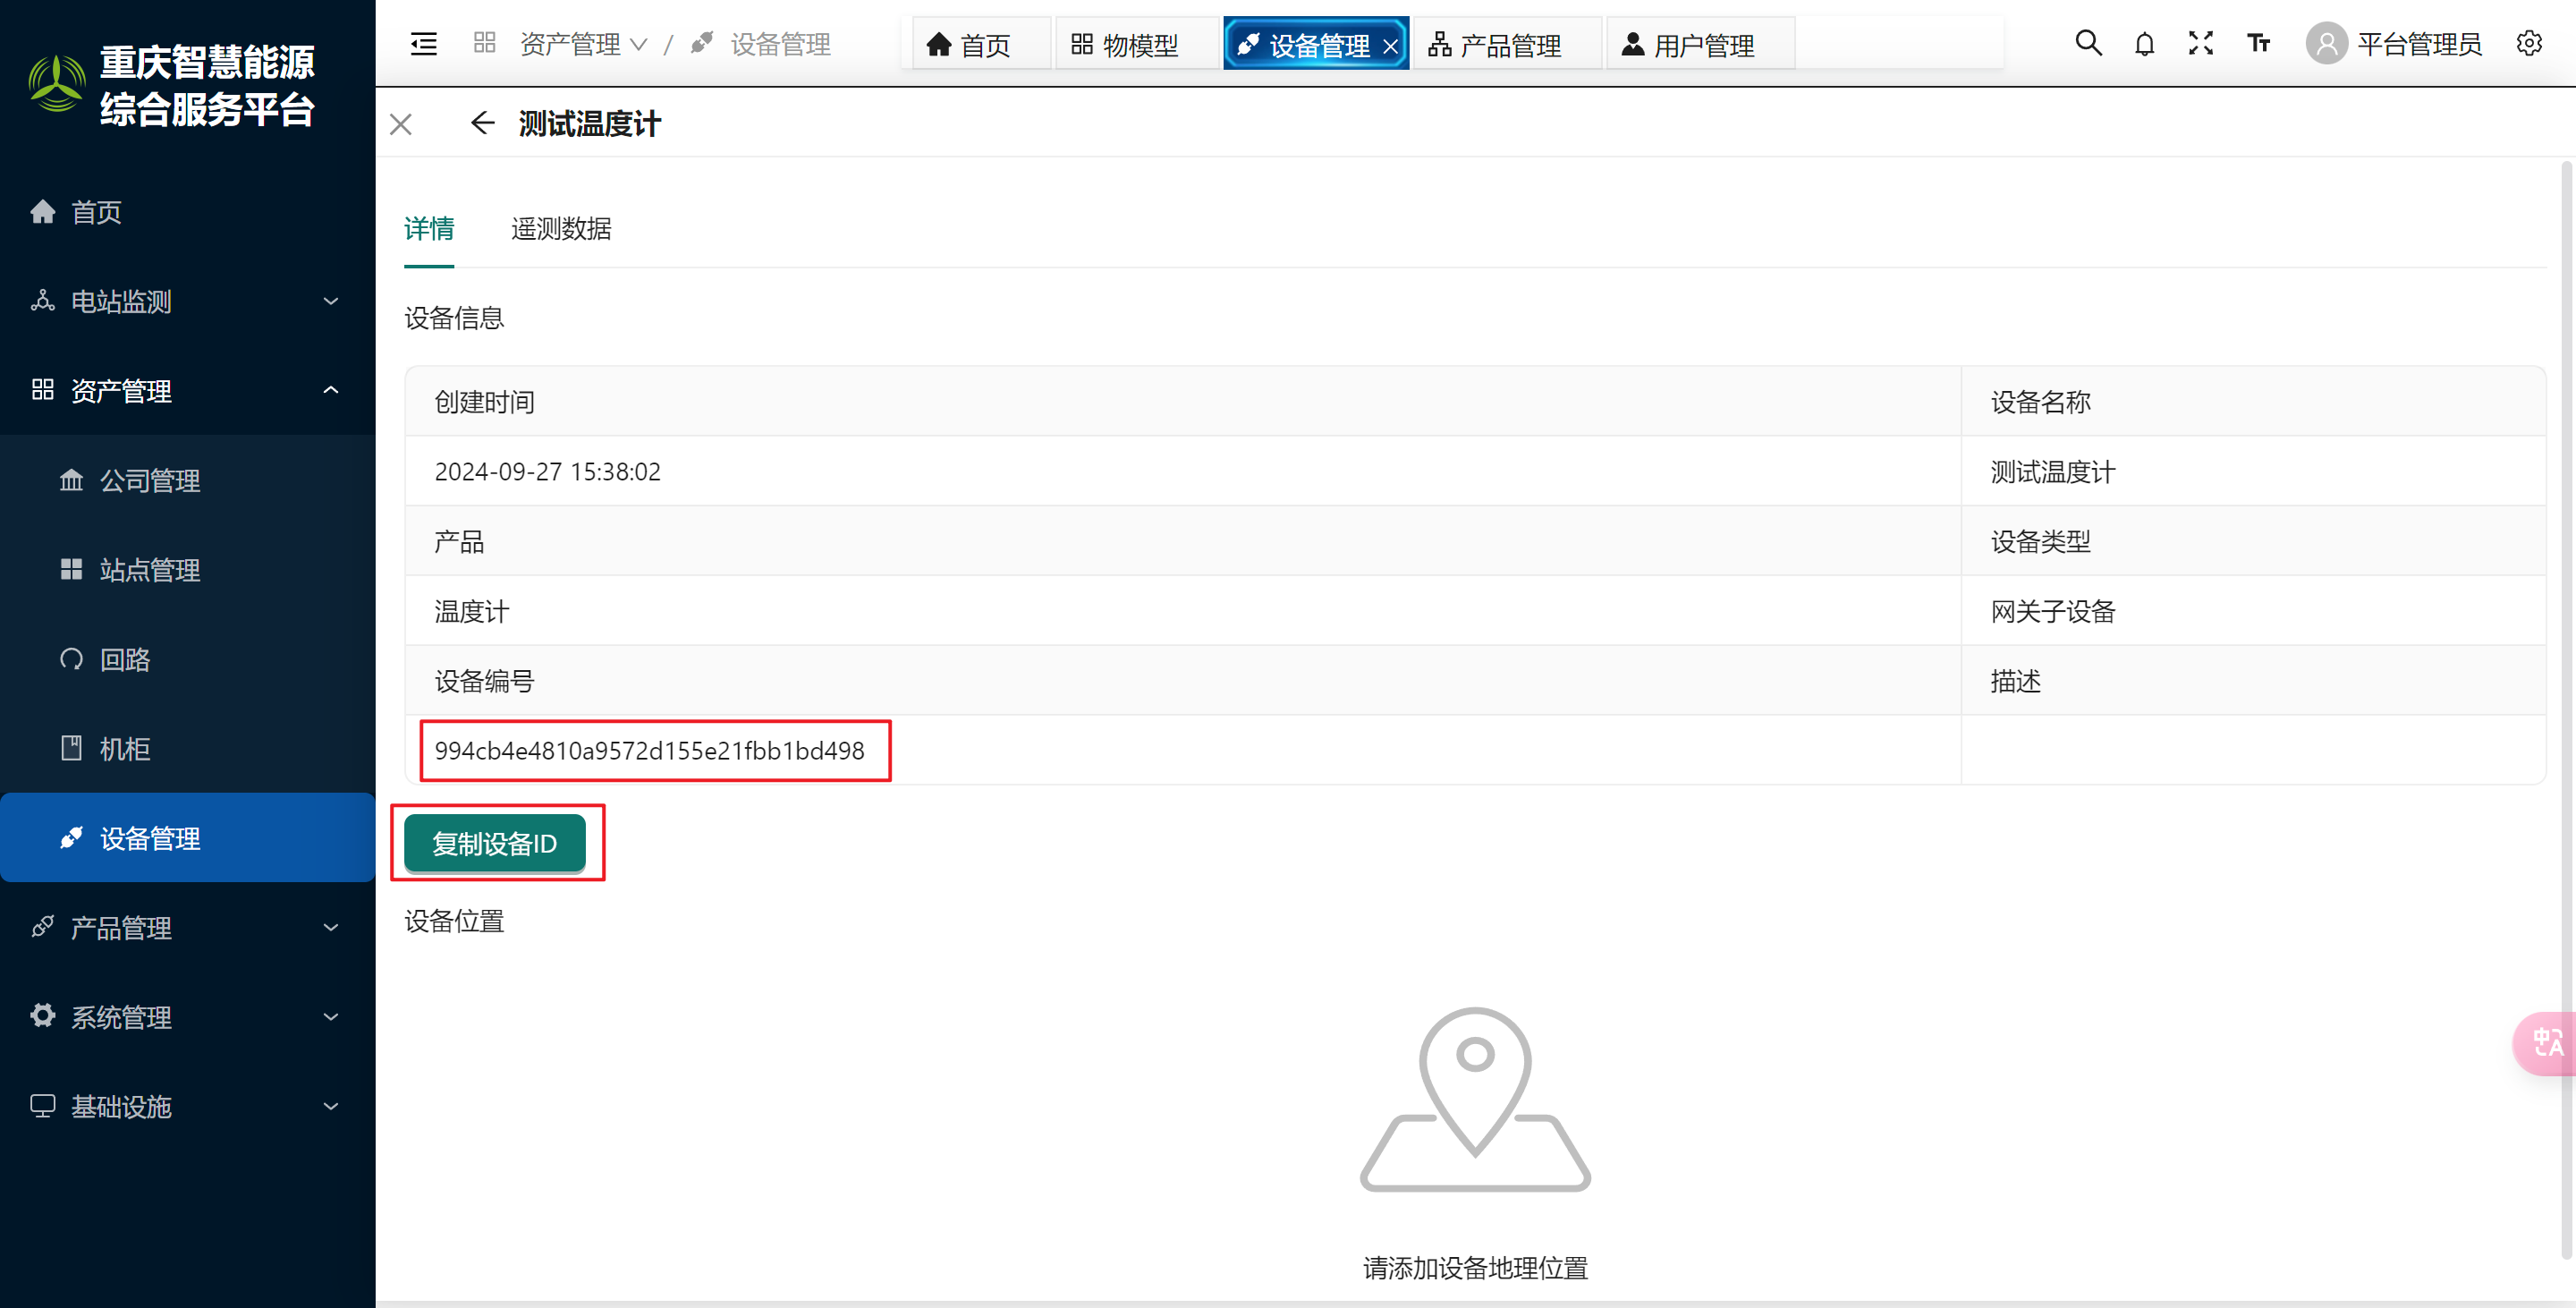 重庆智慧能源
综合服务平台
首页
电站监测
资产管理
公司管理
站点管理
回路
机柜
设备管理
产品管理
系统管理
基础设施
资产管理 / 设备管理
首页 物模型 设备管理 产品管理 用户管理
Tт 平台管理员
测试温度计
详情 遥测数据
设备信息
创建时间 设备名称
2024-09-27 15:38:02 测试温度计
产品 设备类型
温度计 网关子设备
设备编号 描述
994cb4e4810a9572d155e21fbb1bd498
复制设备ID
设备位置
请添加设备地理位置
中A